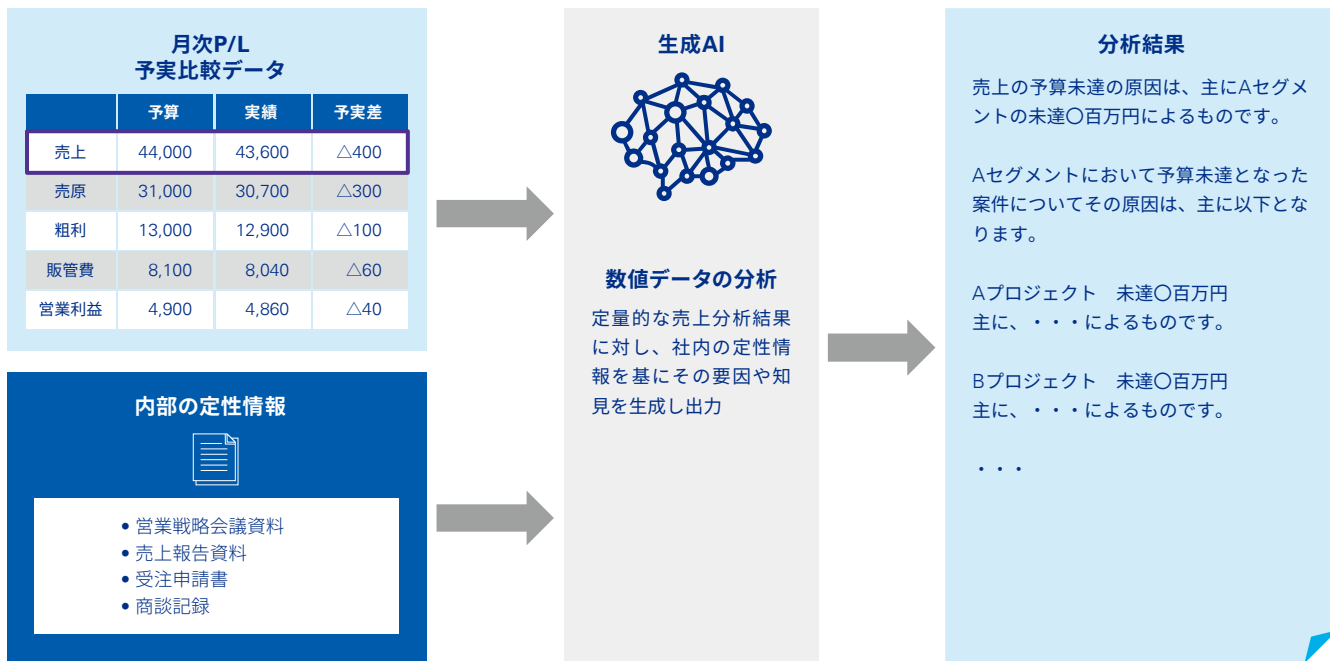 月次P/L
予実比較データ
予算 実績 予実差
売上 44,000 43,600 △400
売原 31,000 30,700 △300
粗利 13,000 12,900 △100
販管費 8,100 8,040 △60
営業利益 4,900 4,860 △40
内部の定性情報
• 営業戦略会議資料
• 売上報告資料
• 受注申請書
• 商談記録
生成AI
数値データの分析
定量的な売上分析結果
に対し、社内の定性情
報を基にその要因や知
見を生成し出力
分析結果
売上の予算未達の原因は、主にAセグメ
ントの未達〇百万円によるものです。
Aセグメントにおいて予算未達となった
案件についてその原因は、主に以下とな
ります。
Aプロジェクト　未達〇百万円
主に、・・・によるものです。
Bプロジェクト　未達〇百万円
主に、・・・によるものです。
・・・